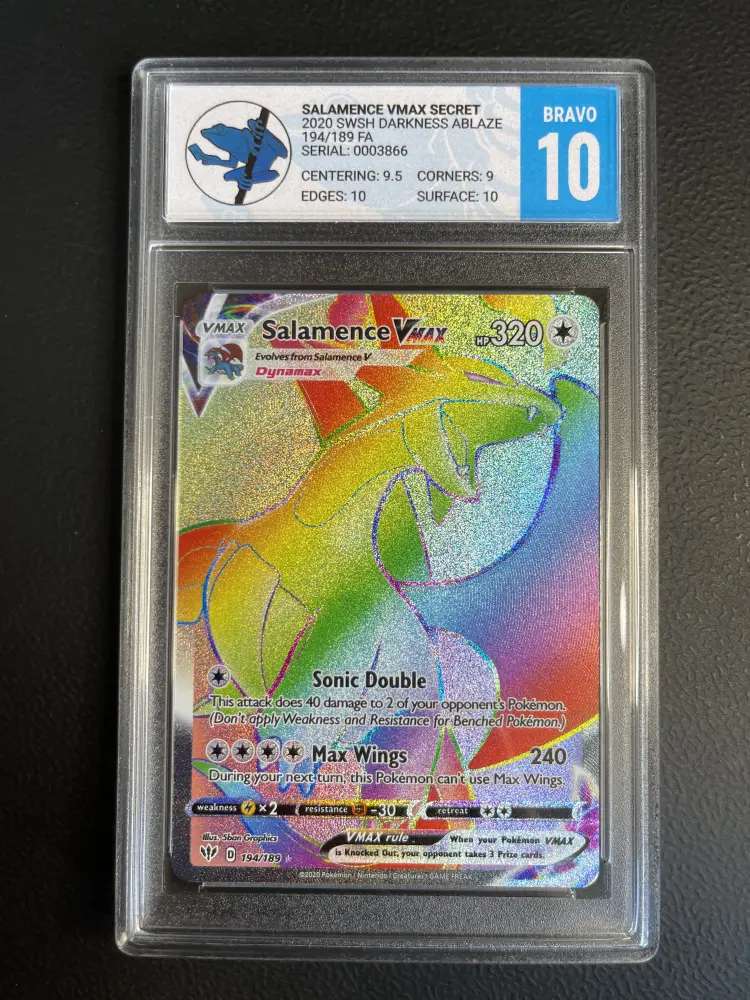 SALAMENCE VMAX SECRET
2020 SWSH DARKNESS ABLAZE
194/189 FA
SERIAL: 0003866
CENTERING: 9.5 CORNERS: 9
EDGES: 10 SURFACE: 10
BRAVO
10
VMAX Salamence VMAX HP 320
Evolves from Salamence V
Dynamax
Sonic Double
This attack does 40 damage to 2 of your opponent's Pokémon.
(Don't apply Weakness and Resistance for Benched Pokémon.)
Max Wings 240
During your next turn, this Pokémon can't use Max Wings.
weakness ×2 resistance -30 retreat
Illus. 5ban Graphics
VMAX rule When your Pokémon VMAX
is Knocked Out, your opponent takes 3 Prize cards.
D 194/189
©2020 Pokémon / Nintendo / Creatures / GAME FREAK